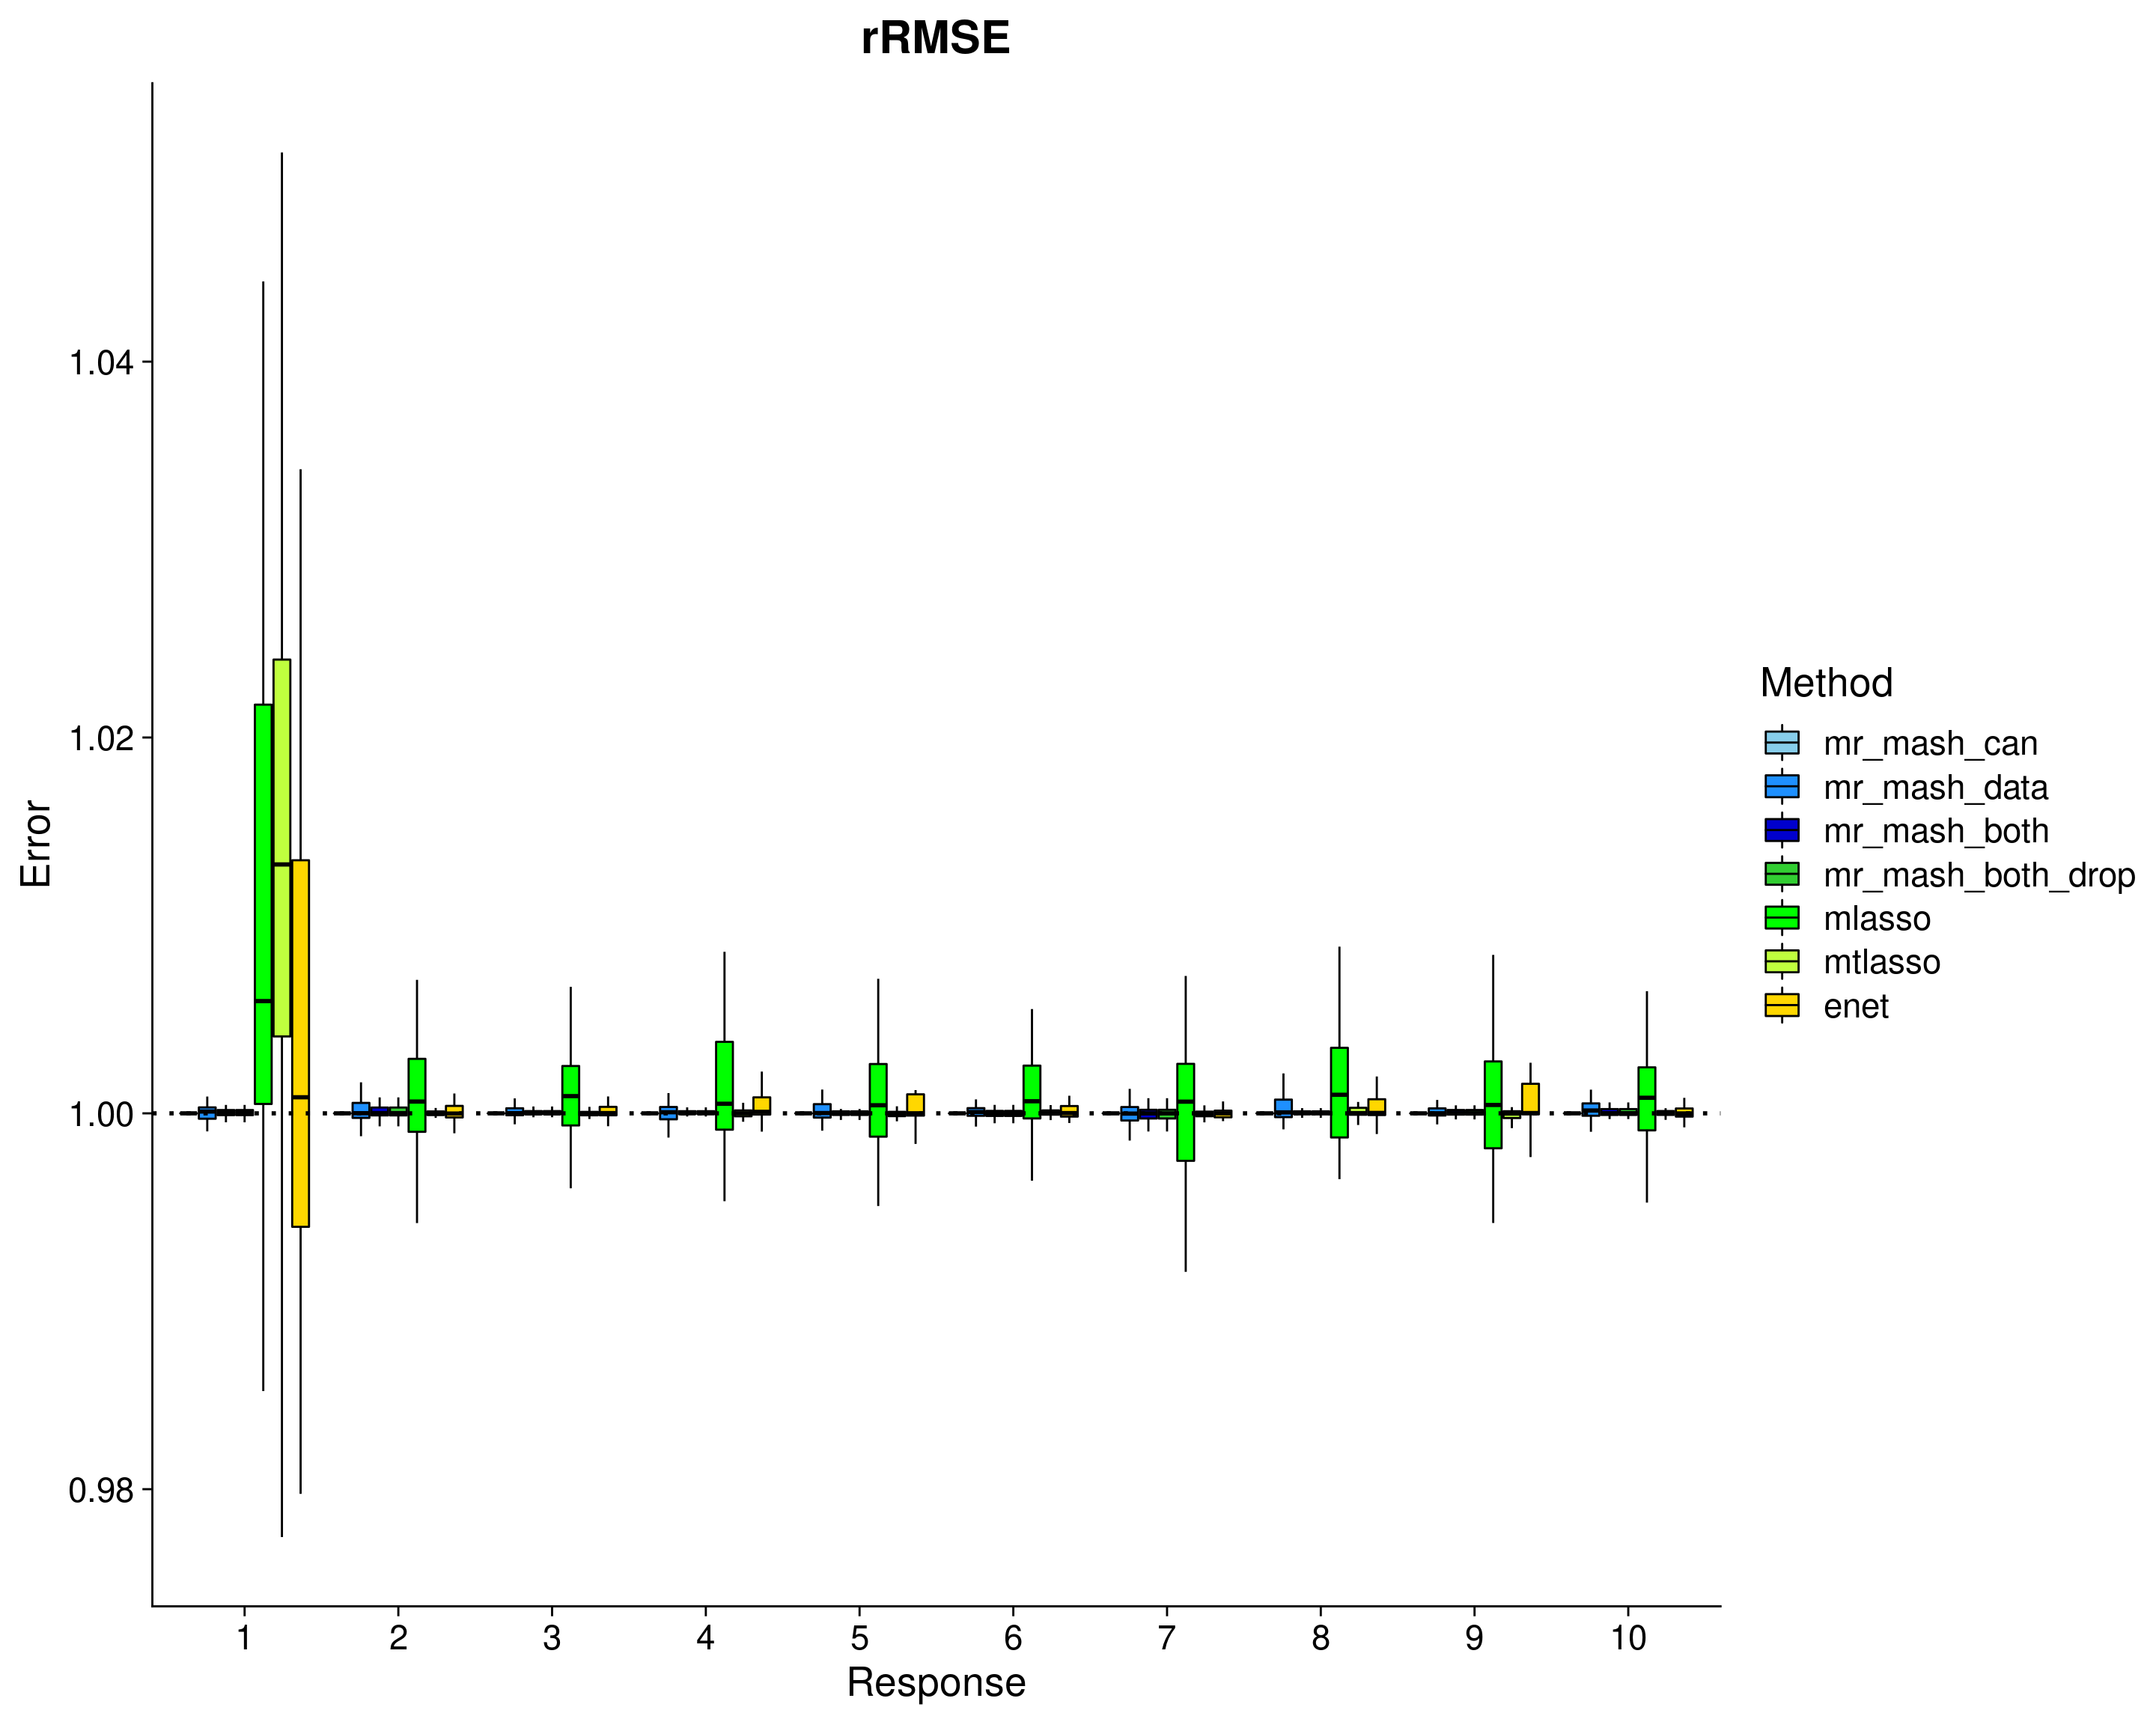 rRMSE
Error
1.04
1.02
1.00
0.98
1 2 3 4 5 6 7 8 9 10
Response
Method
mr_mash_can
mr_mash_data
mr_mash_both
mr_mash_both_drop
mlasso
mtlasso
enet